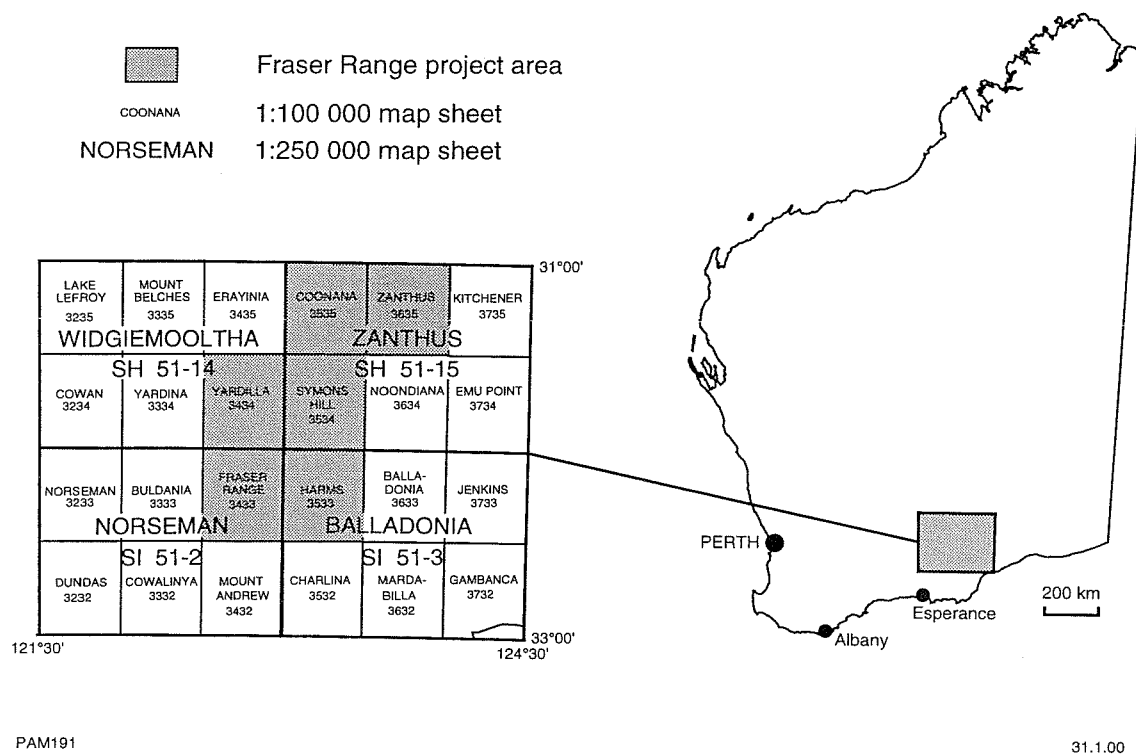 Fraser Range project area
COONANA 1:100 000 map sheet
NORSEMAN 1:250 000 map sheet
31°00'
LAKE LEFROY 3235
MOUNT BELCHES 3335
ERAYINIA 3435
COONANA 3535
ZANTHUS 3635
KITCHENER 3735
WIDGIEMOOLTHA
ZANTHUS
SH 51-14
SH 51-15
COWAN 3234
YARDINA 3334
YARDILLA 3434
SYMONS HILL 3534
NOONDIANA 3634
EMU POINT 3734
NORSEMAN 3233
BULDANIA 3333
FRASER RANGE 3433
HARMS 3533
BALLA-DONIA 3633
JENKINS 3733
NORSEMAN
BALLADONIA
SI 51-2
SI 51-3
DUNDAS 3232
COWALINYA 3332
MOUNT ANDREW 3432
CHARLINA 3532
MARDA-BILLA 3632
GAMBANCA 3732
33°00'
121°30'
124°30'
PERTH
Albany
Esperance
200 km
PAM191
31.1.00